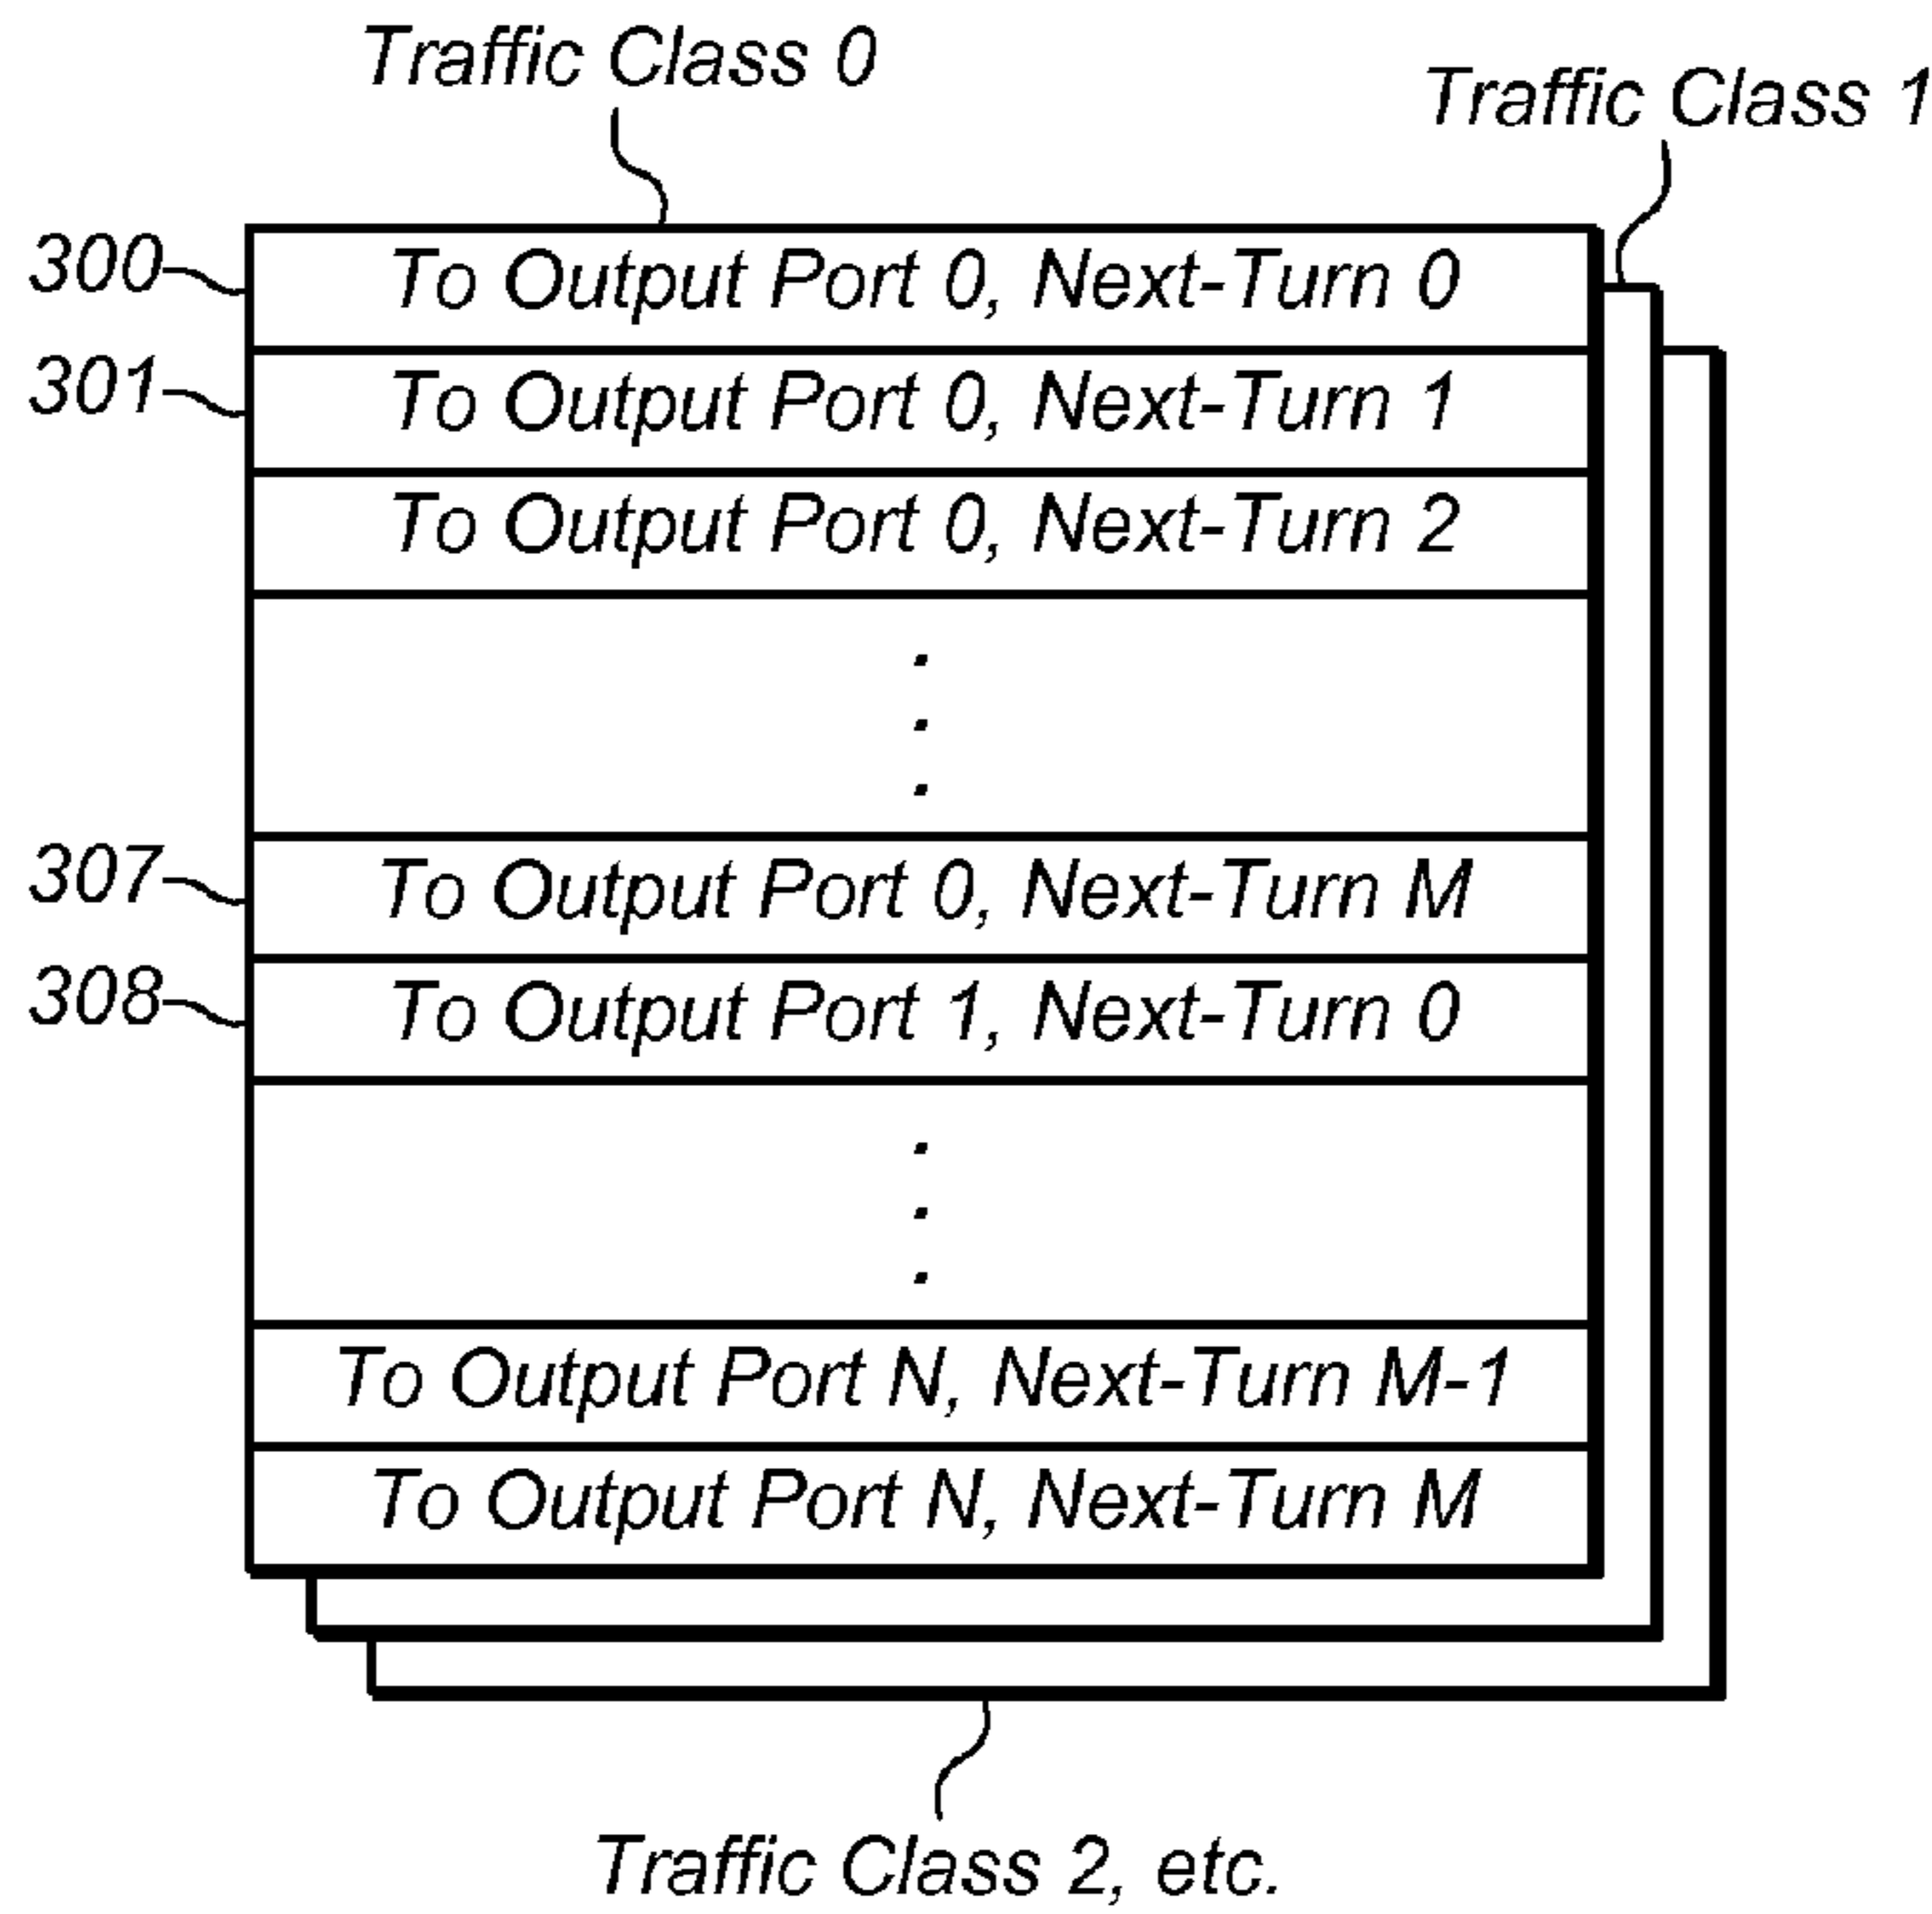 Traffic Class 0
Traffic Class 1
300 To Output Port 0, Next-Turn 0
301 To Output Port 0, Next-Turn 1
To Output Port 0, Next-Turn 2
.
.
.
307 To Output Port 0, Next-Turn M
308 To Output Port 1, Next-Turn 0
.
.
.
To Output Port N, Next-Turn M-1
To Output Port N, Next-Turn M
Traffic Class 2, etc.